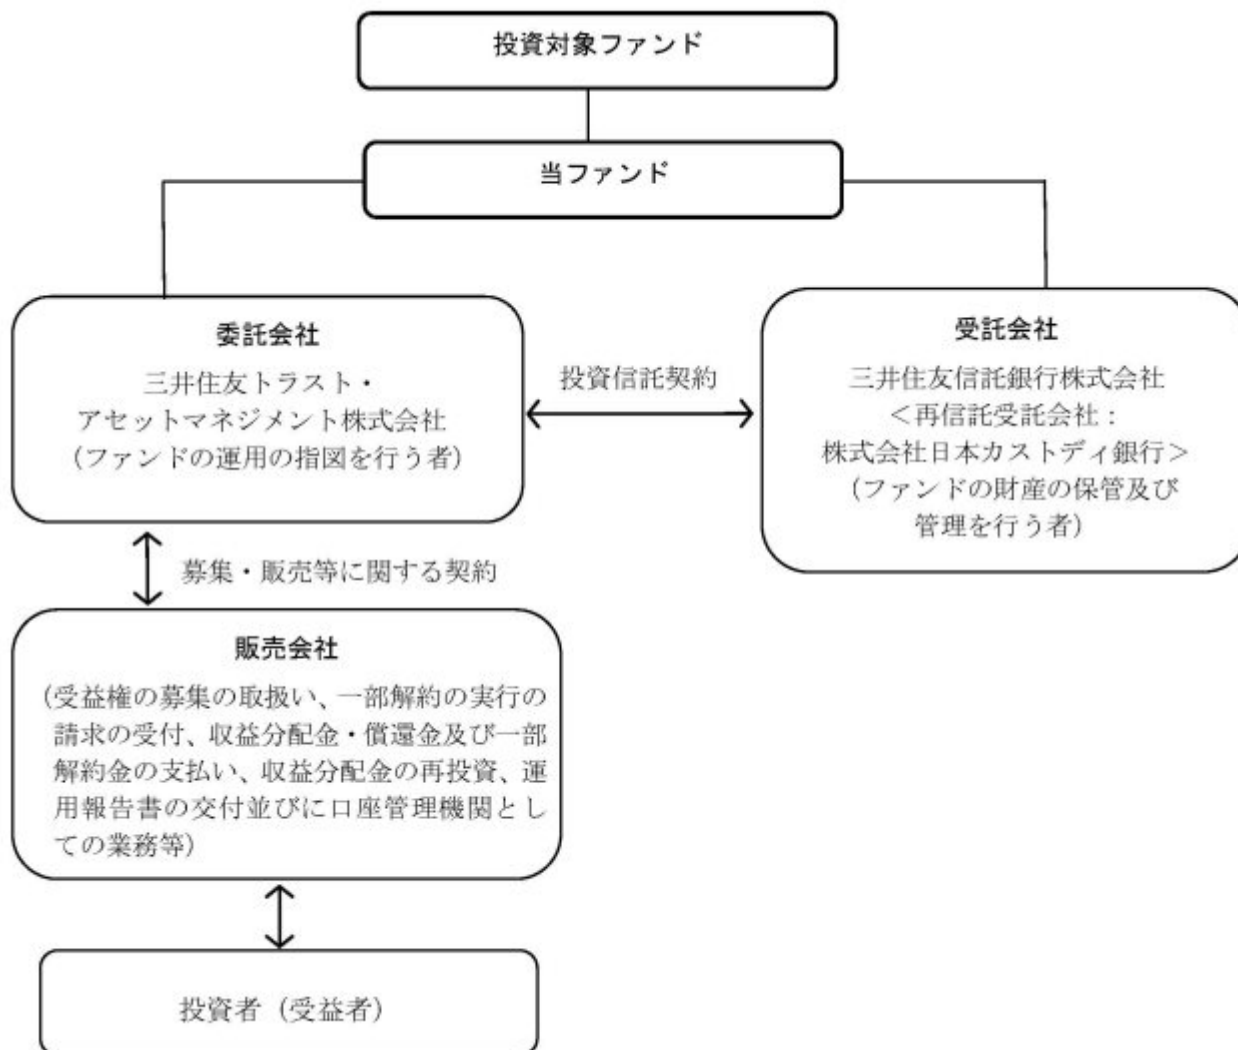 投資対象ファンド
当ファンド
委託会社
三井住友トラスト・
アセットマネジメント株式会社
（ファンドの運用の指図を行う者）
投資信託契約
受託会社
三井住友信託銀行株式会社
＜再信託受託会社：
株式会社日本カストディ銀行＞
（ファンドの財産の保管及び
管理を行う者）
募集・販売等に関する契約
販売会社
（受益権の募集の取扱い、一部解約の実行の
請求の受付、収益分配金・償還金及び一部
解約金の支払い、収益分配金の再投資、運
用報告書の交付並びに口座管理機関とし
ての業務等）
投資者（受益者）